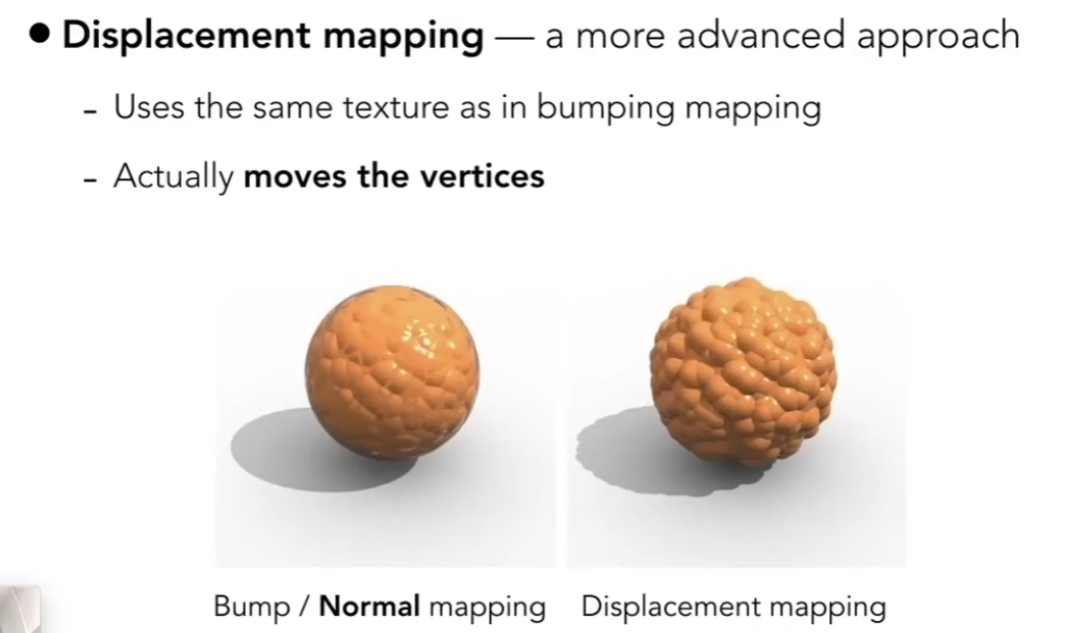 ● Displacement mapping — a more advanced approach
- Uses the same texture as in bumping mapping
- Actually moves the vertices
Bump / Normal mapping
Displacement mapping